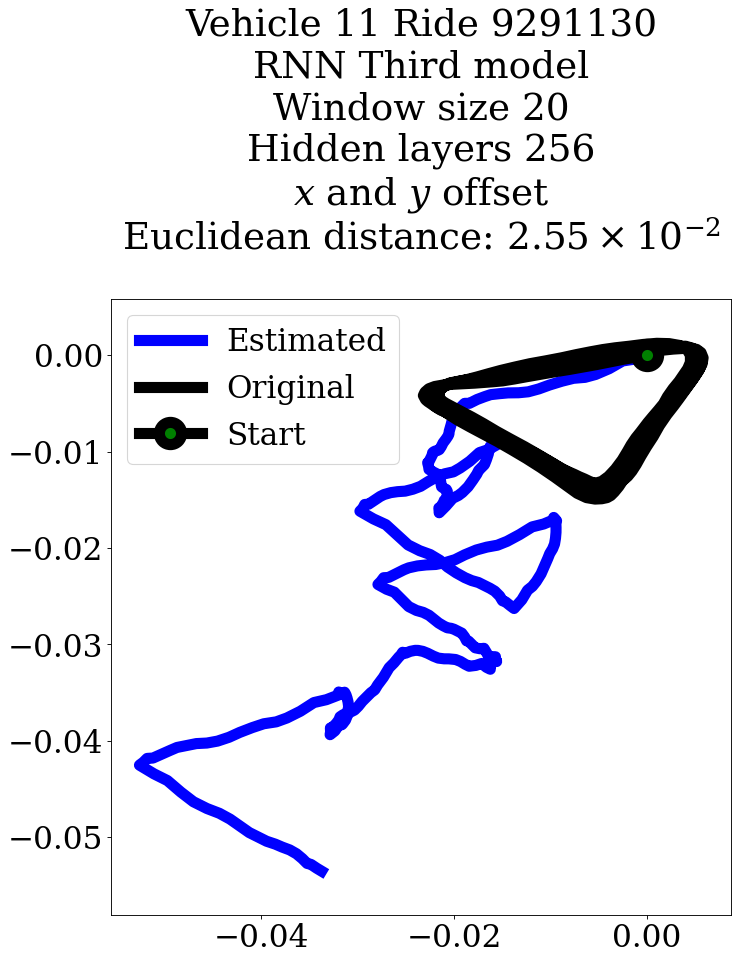 Vehicle 11 Ride 9291130
RNN Third model
Window size 20
Hidden layers 256
x and y offset
Euclidean distance: 2.55 × 10⁻²
Estimated
Original
Start
0.00
−0.01
−0.02
−0.03
−0.04
−0.05
−0.04 −0.02 0.00